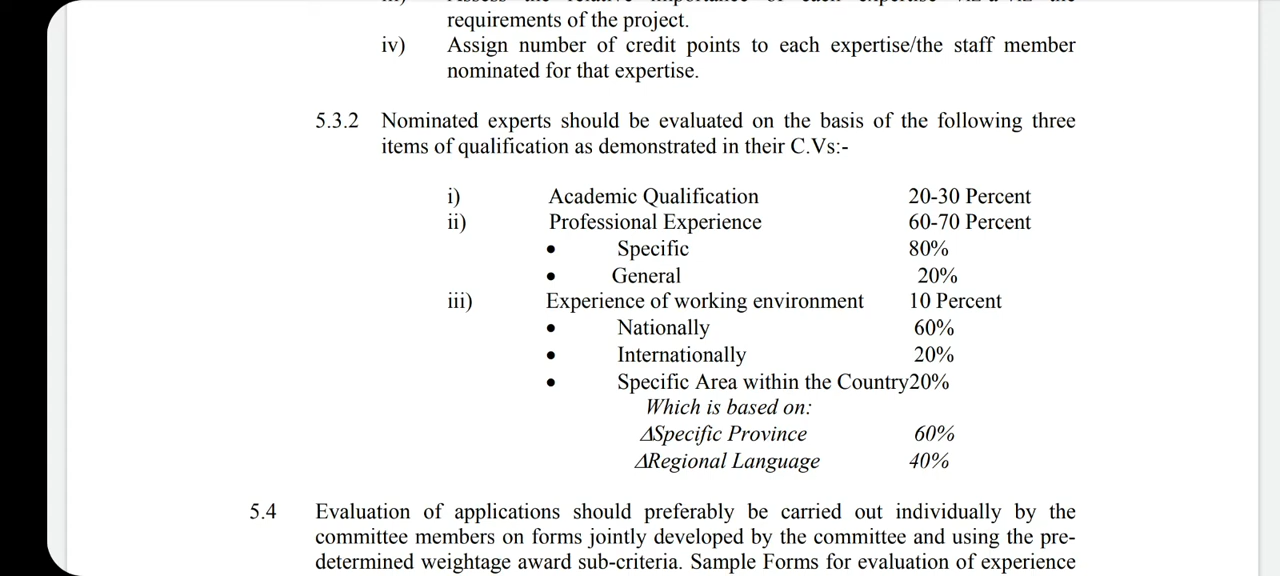 requirements of the project.
iv) Assign number of credit points to each expertise/the staff member
nominated for that expertise.
5.3.2 Nominated experts should be evaluated on the basis of the following three
items of qualification as demonstrated in their C.Vs:-
i) Academic Qualification 20-30 Percent
ii) Professional Experience 60-70 Percent
• Specific 80%
• General 20%
iii) Experience of working environment 10 Percent
• Nationally 60%
• Internationally 20%
• Specific Area within the Country20%
Which is based on:
ΔSpecific Province 60%
ΔRegional Language 40%
5.4 Evaluation of applications should preferably be carried out individually by the
committee members on forms jointly developed by the committee and using the pre-
determined weightage award sub-criteria. Sample Forms for evaluation of experience